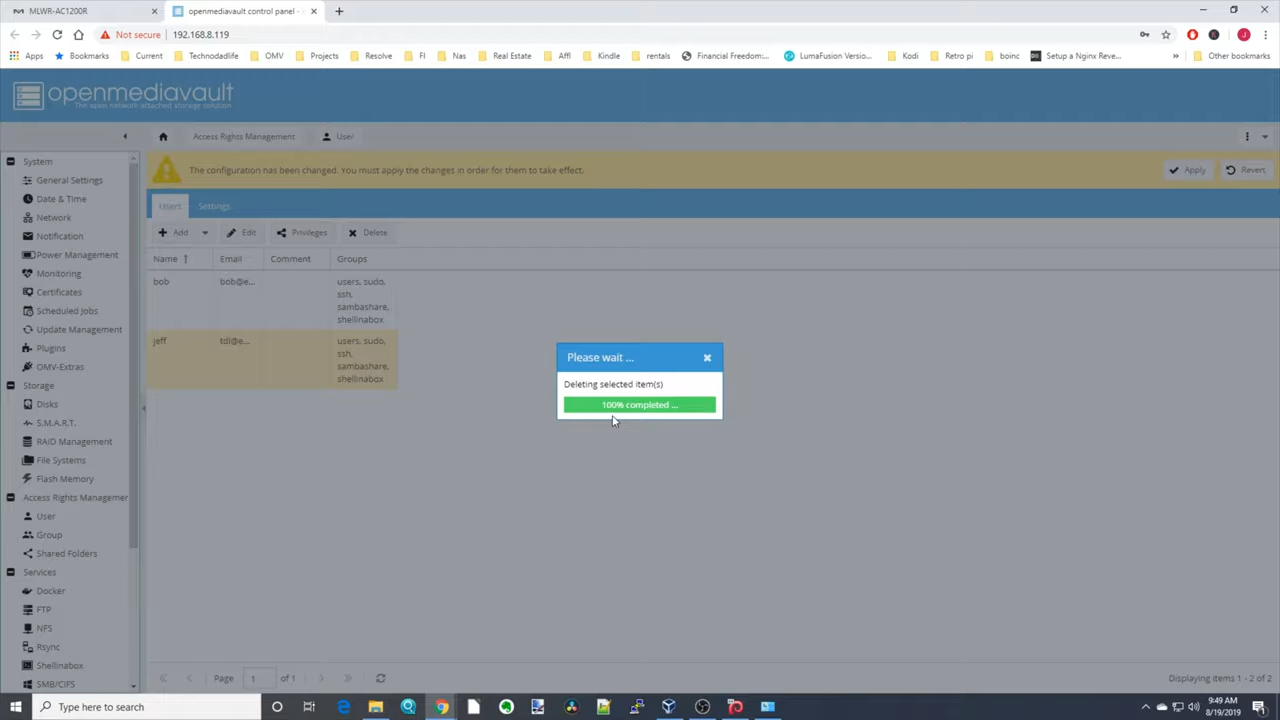 MLWR-AC1200R
openmediavault control panel -
Not secure
192.168.8.119
Apps
Bookmarks
Current
Technodadlife
OMV
Projects
Resolve
FI
Nas
Real Estate
Affl
Kindle
rentals
Financial Freedom:...
LumaFusion Versio...
Kodi
Retro pi
boinc
Setup a Nginx Reve...
»
Other bookmarks
openmediavault
The open network attached storage solution
Access Rights Management
User
System
General Settings
Date & Time
Network
Notification
Power Management
Monitoring
Certificates
Scheduled Jobs
Update Management
Plugins
OMV-Extras
Storage
Disks
S.M.A.R.T.
RAID Management
File Systems
Flash Memory
Access Rights Managemer
User
Group
Shared Folders
Services
Docker
FTP
NFS
Rsync
Shellinabox
SMB/CIFS
The configuration has been changed. You must apply the changes in order for them to take effect.
Apply
Revert
Users
Settings
Add
Edit
Privileges
Delete
Name
Email
Comment
Groups
bob
bob@e...
users, sudo,
ssh,
sambashare,
shellinabox
jeff
tdl@e...
users, sudo,
ssh,
sambashare,
shellinabox
Please wait ...
Deleting selected item(s)
100% completed ...
Page
1
of 1
Displaying items 1 - 2 of 2
Type here to search
9:49 AM
8/19/2019